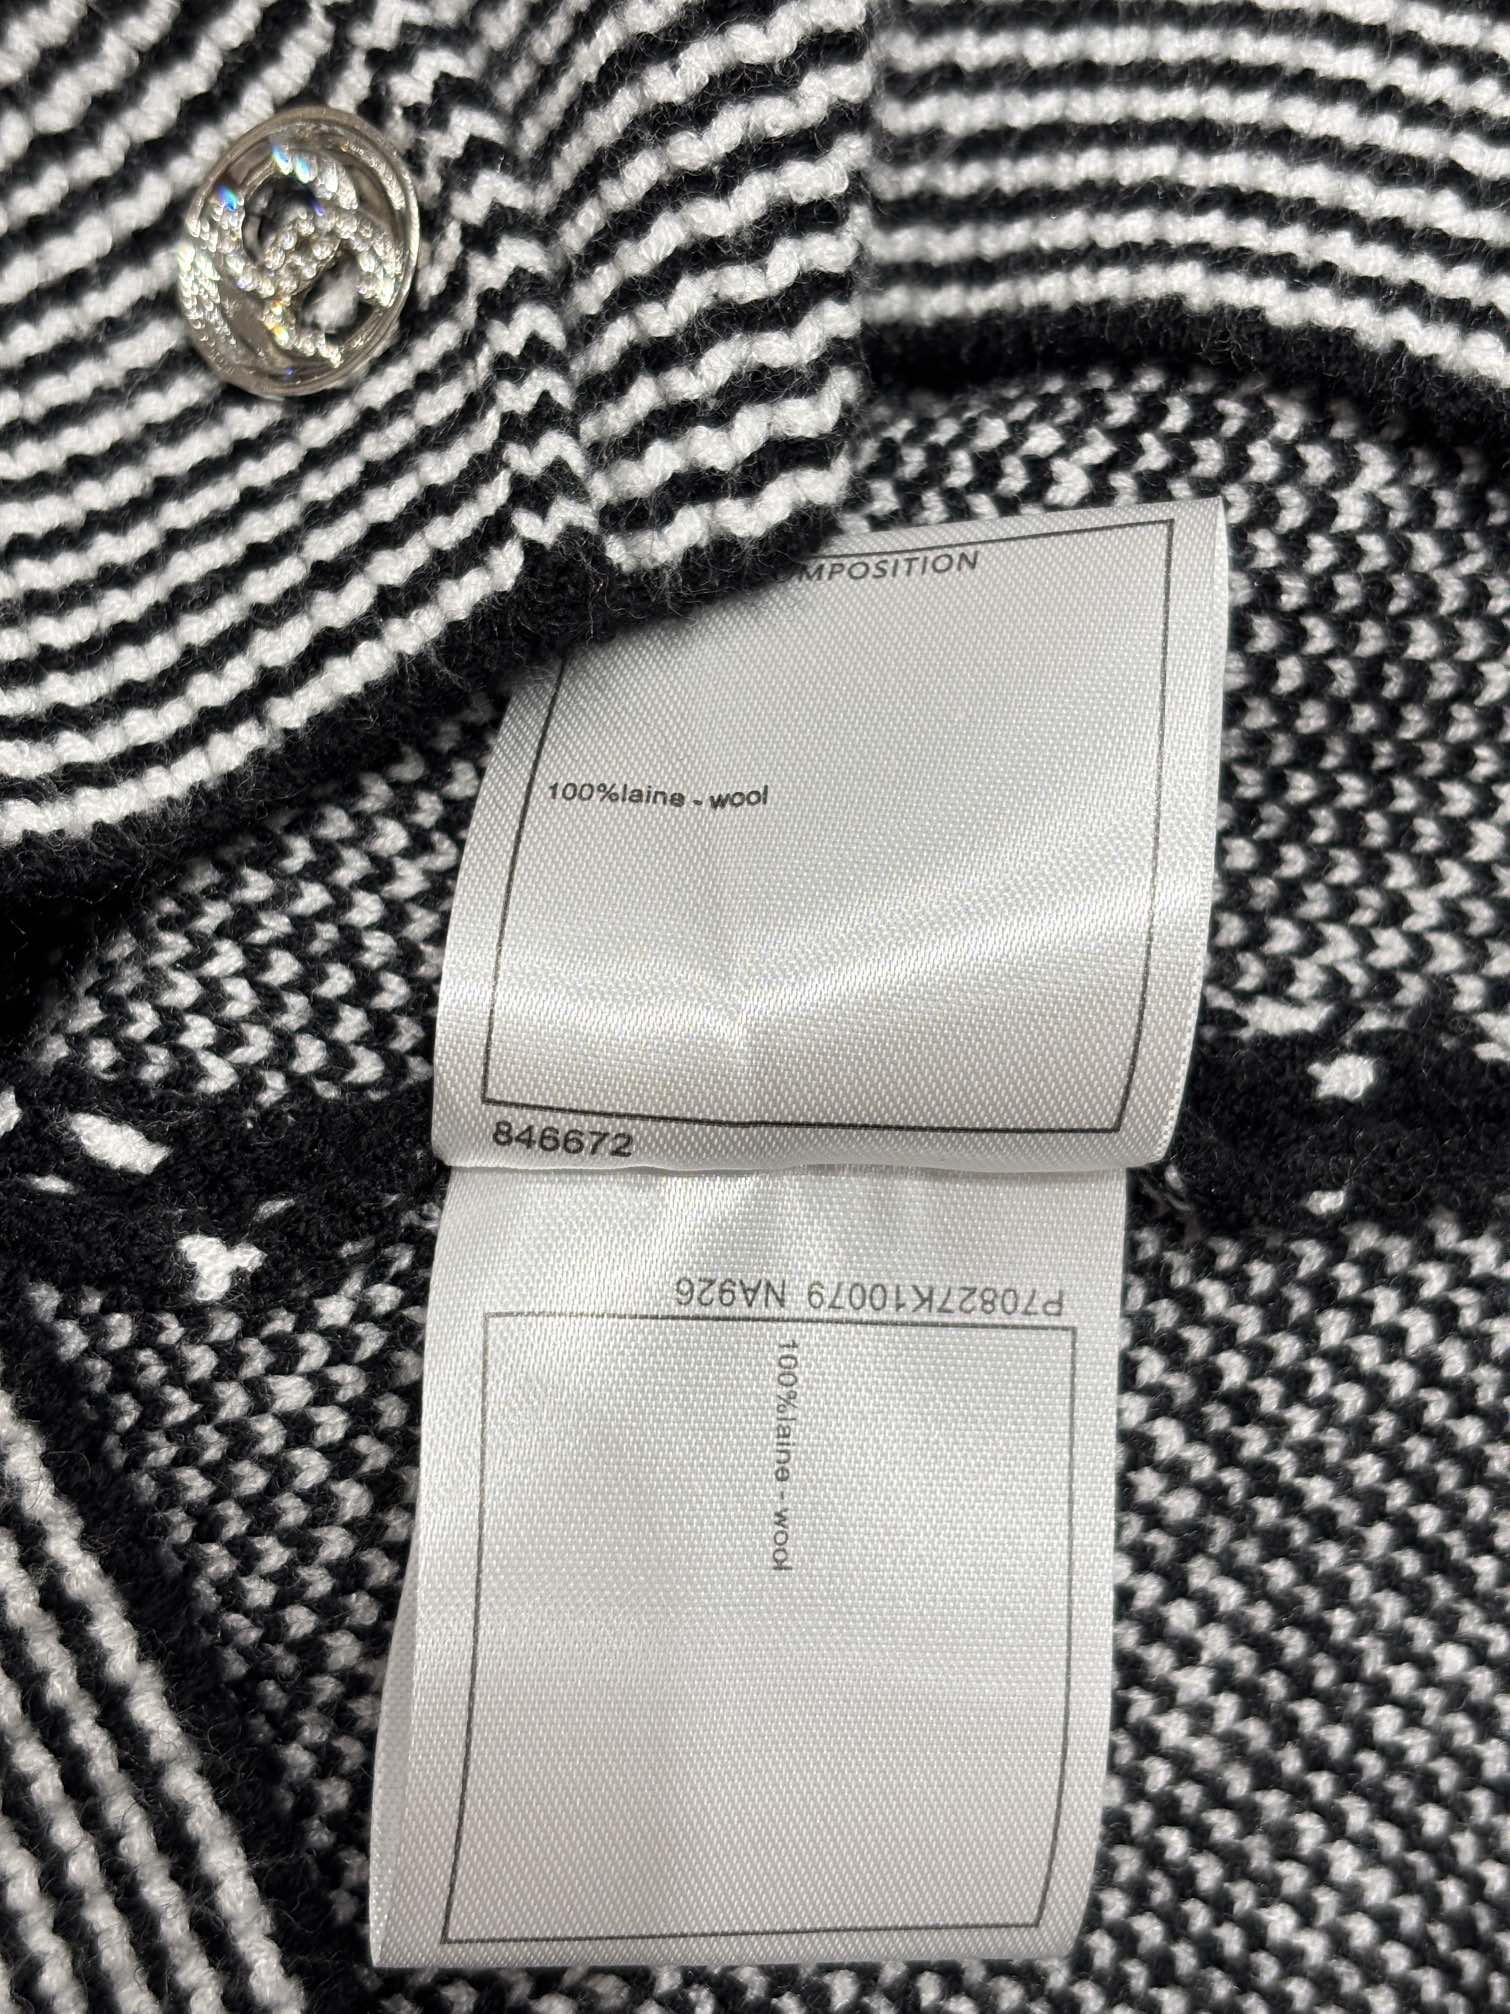 MPOSITION
100%laine - wool
846672
P70827K10079 NA926
100%laine - wool